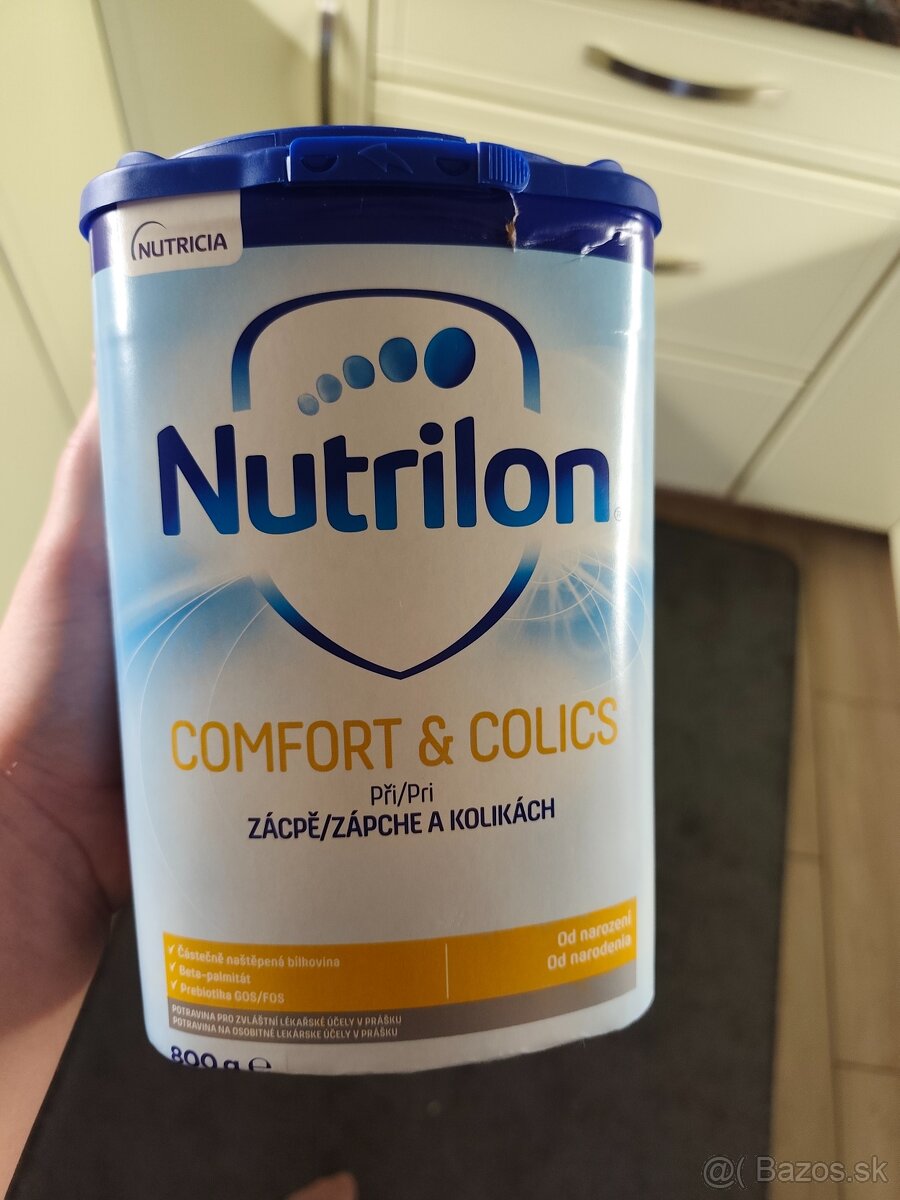 NUTRICIA
Nutrilon
COMFORT & COLICS
Při/Pri
ZÁCPĚ/ZÁPCHE A KOLIKÁCH
✓ Částečně naštěpená bílkovina
✓ Beta-palmitát
✓ Prebiotika GOS/FOS
Od narození
Od narodenia
POTRAVINA PRO ZVLÁŠTNÍ LÉKAŘSKÉ ÚČELY V PRÁŠKU
POTRAVINA NA OSOBITNÉ LEKÁRSKE ÚČELY V PRÁŠKU
800 g ℮
@( Bazos.sk